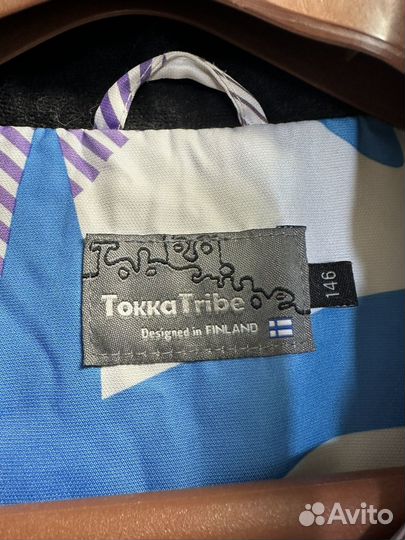 TOKKATRIBE
Designed in FINLAND
146
Avito